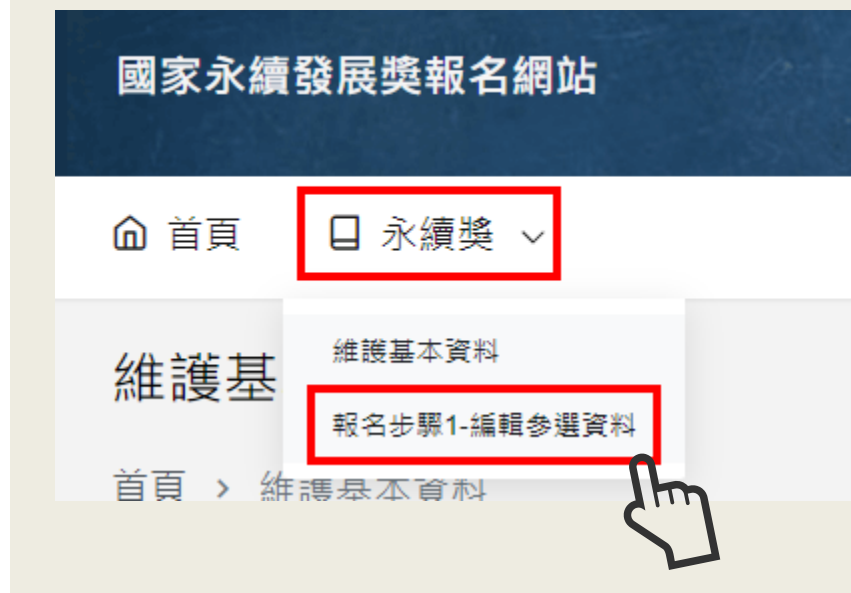 國家永續發展獎報名網站
首頁 永續獎
維護基本資料
維護基
報名步驟1-編輯參選資料
首頁 > 維護基本資料